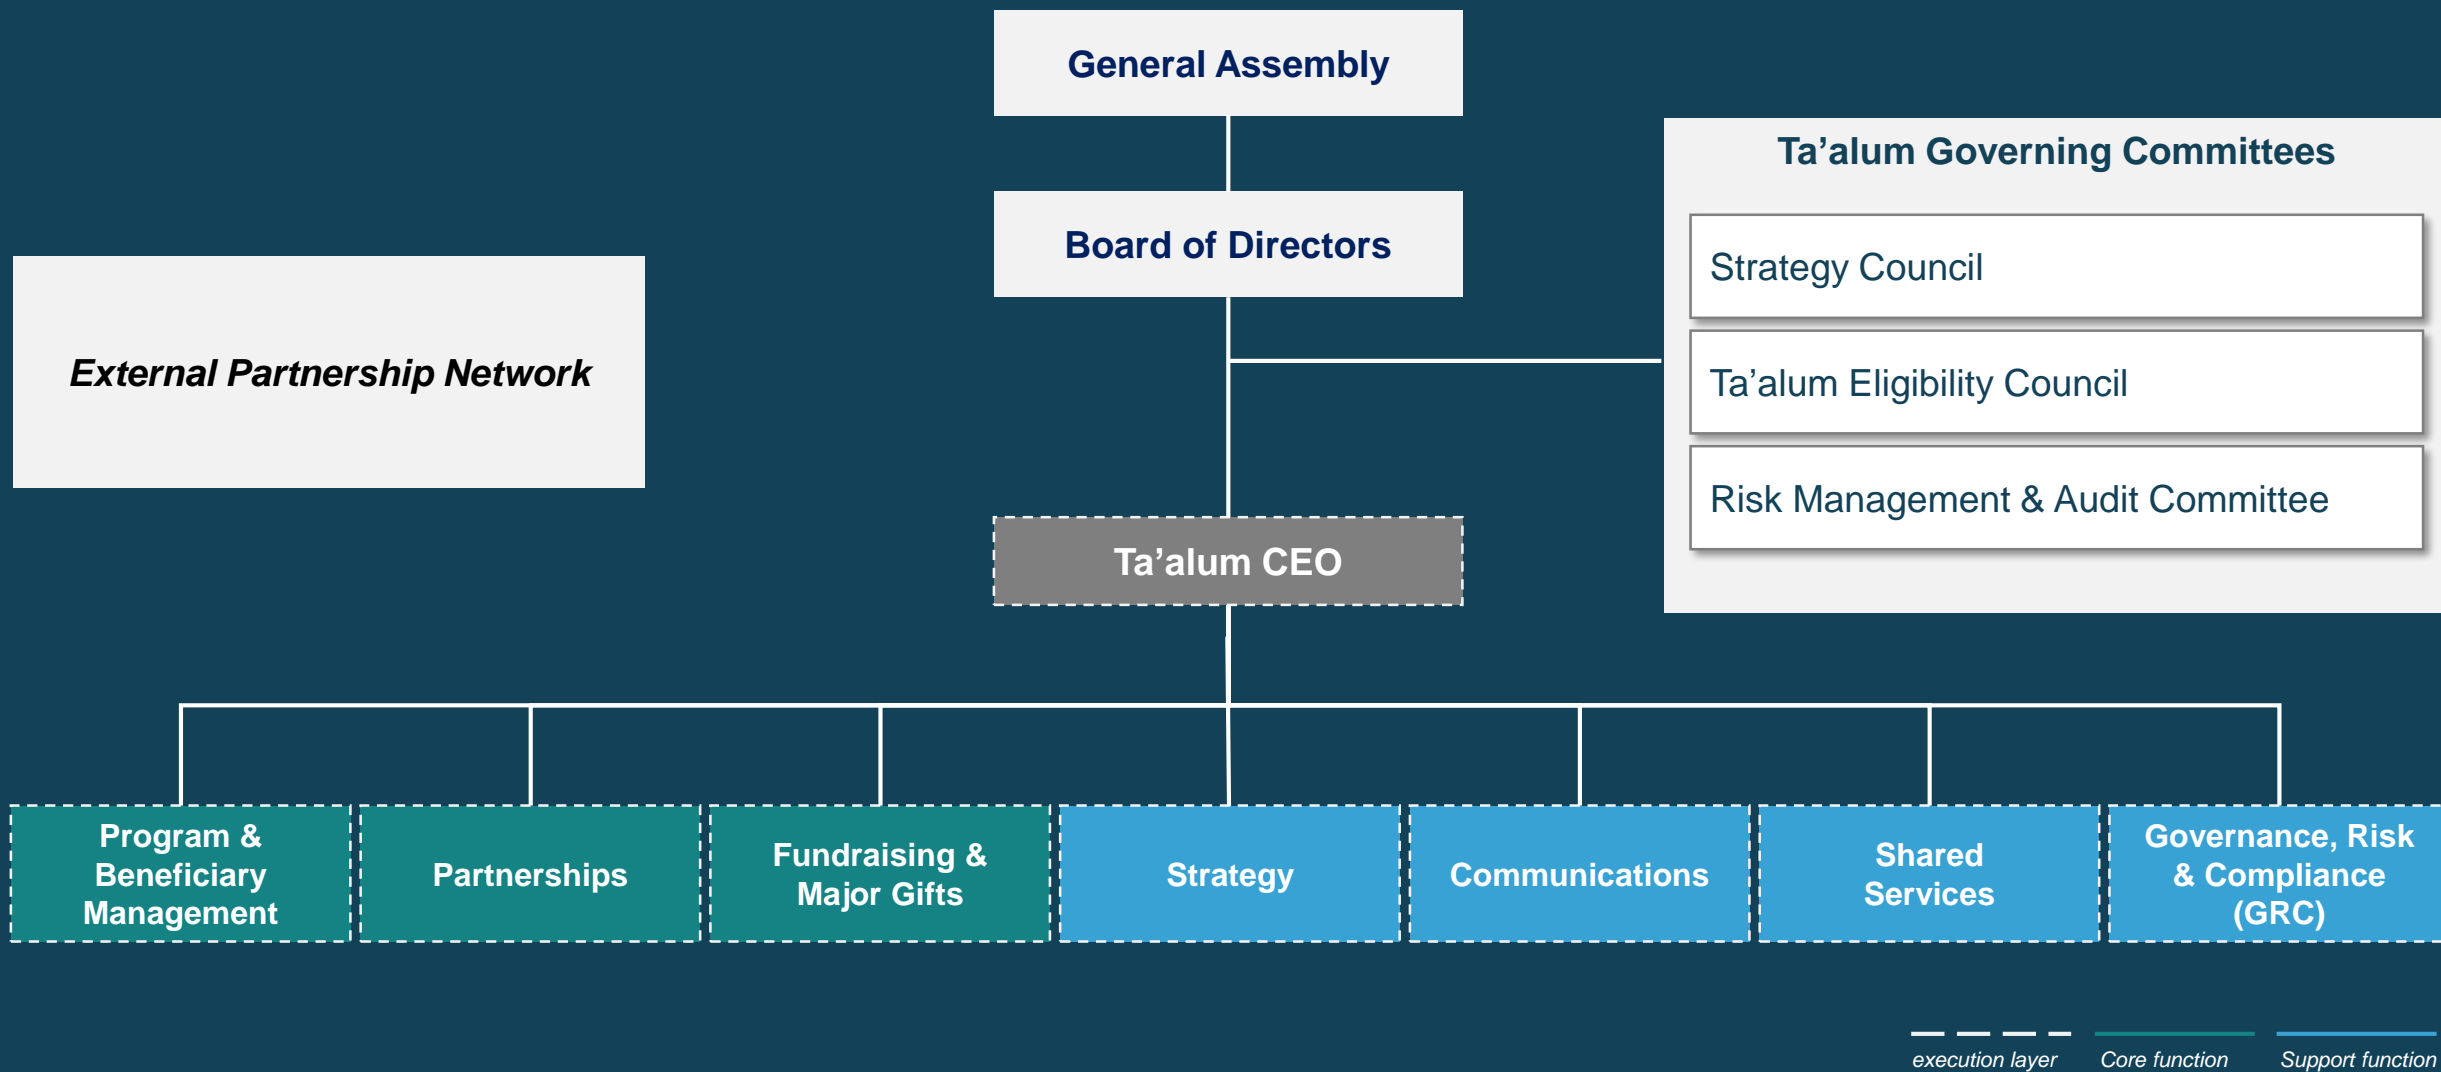 General Assembly
Board of Directors
External Partnership Network
Ta’alum Governing Committees
Strategy Council
Ta’alum Eligibility Council
Risk Management & Audit Committee
Ta’alum CEO
Program &
Beneficiary
Management
Partnerships
Fundraising &
Major Gifts
Strategy
Communications
Shared
Services
Governance, Risk
& Compliance
(GRC)
execution layer
Core function
Support function